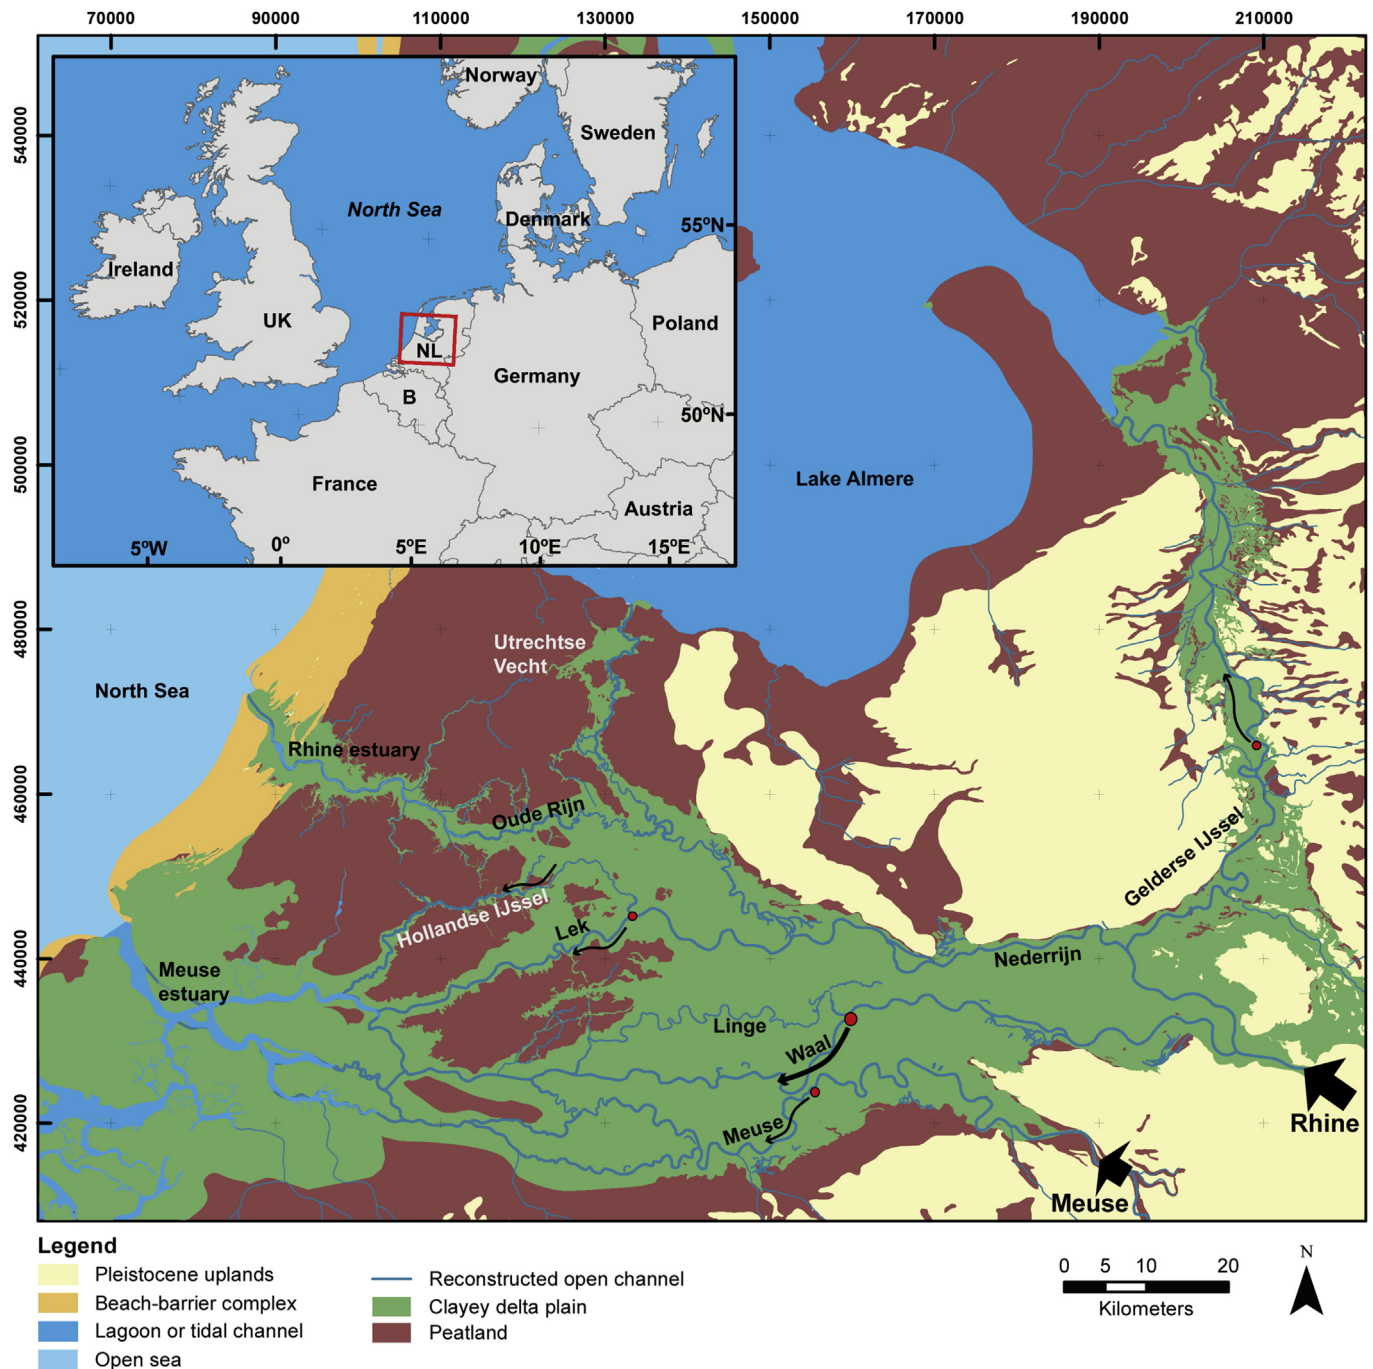 70000 90000 110000 130000 150000 170000 190000 210000
540000
520000
500000
480000
460000
440000
420000
Norway
Sweden
North Sea
Denmark
55ºN
Ireland
UK
NL
Poland
Germany
B
50ºN
France
Austria
5ºW 0º 5ºE 10ºE 15ºE
Lake Almere
Utrechtse
Vecht
North Sea
Rhine estuary
Oude Rijn
Gelderse IJssel
Hollandse IJssel
Lek
Nederrijn
Meuse
estuary
Linge
Waal
Meuse
Rhine
Meuse
Legend
Pleistocene uplands
Beach-barrier complex
Lagoon or tidal channel
Open sea
Reconstructed open channel
Clayey delta plain
Peatland
0 5 10 20
Kilometers
N